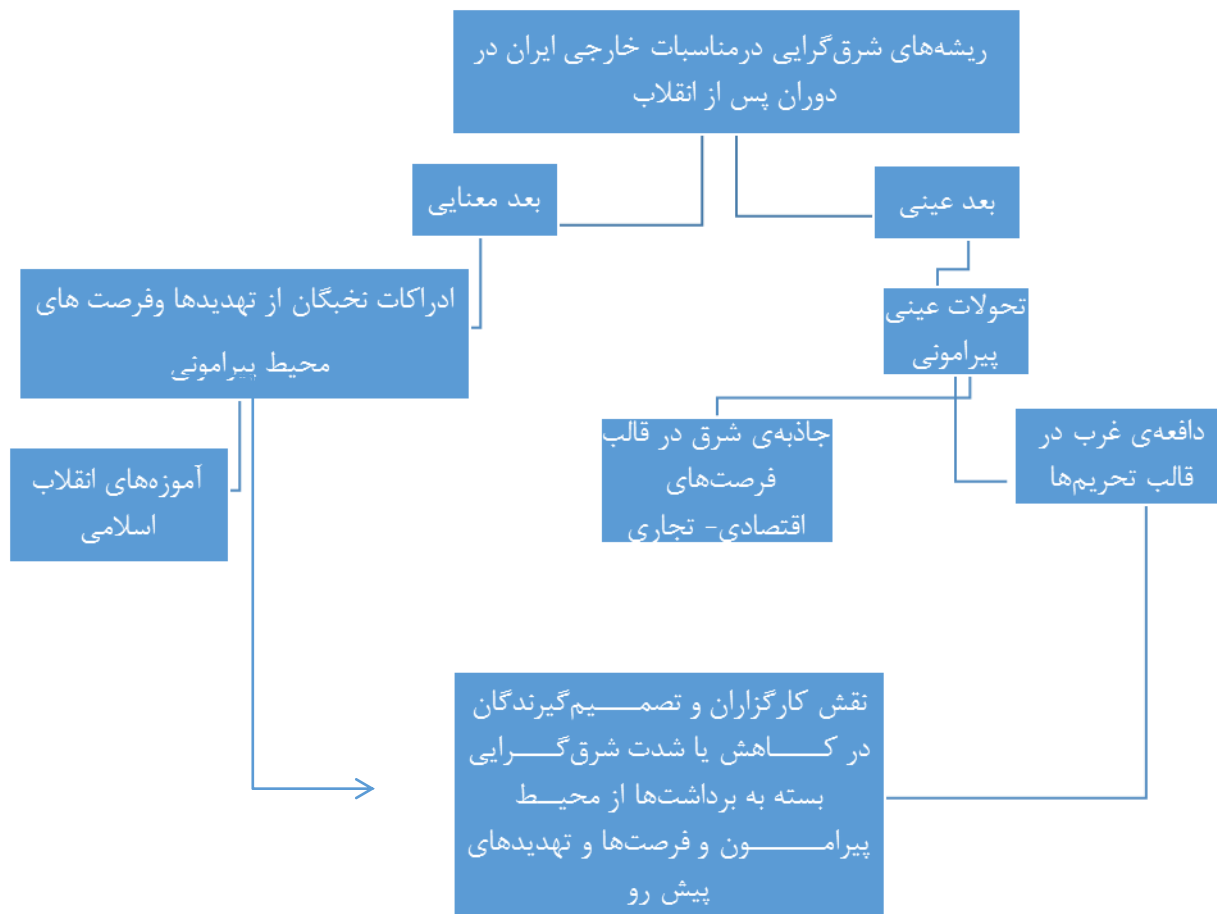 ریشه‌های شرق‌گرایی درمناسبات خارجی ایران در
دوران پس از انقلاب
بعد عینی
بعد معنایی
ادراکات نخبگان از تهدیدها وفرصت های
محیط پیرامونی
تحولات عینی
پیرامونی
دافعه‌ی غرب در
قالب تحریم‌ها
جاذبه‌ی شرق در قالب
فرصت‌های
اقتصادی- تجاری
آموزه‌های انقلاب
اسلامی
نقش کارگزاران و تصمـــــیم‌گیرندگان
در کـــــاهش یا شدت شرق‌گـــــرایی
بسته به برداشت‌ها از محیـــط
پیرامـــــون و فرصت‌ها و تهدیدهای
پیش رو